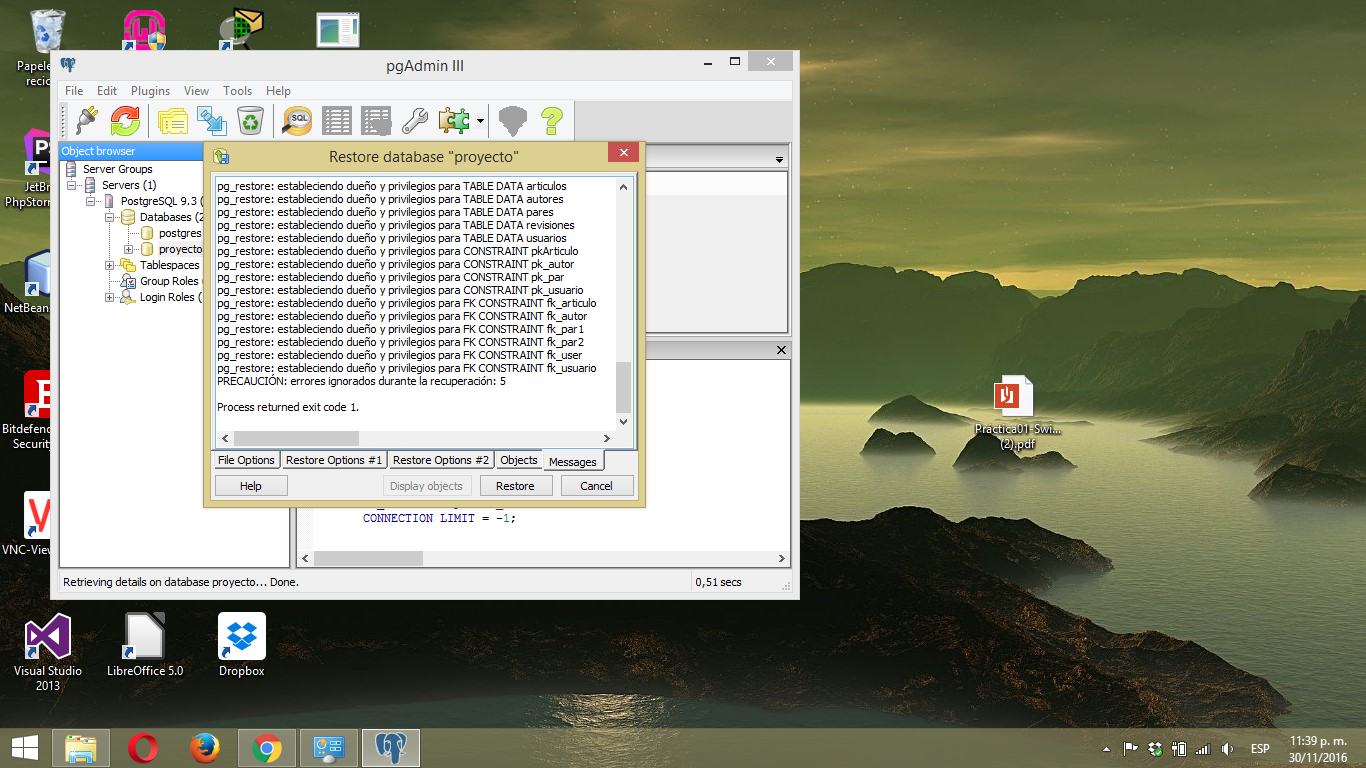 Papele
recic
pgAdmin III
File Edit Plugins View Tools Help
SQL
Object browser
Server Groups
Servers (1)
PostgreSQL 9.3 (
Databases (2
postgres
proyecto
Tablespaces
Group Roles (
Login Roles (
Restore database "proyecto"
pg_restore: estableciendo dueño y privilegios para TABLE DATA articulos
pg_restore: estableciendo dueño y privilegios para TABLE DATA autores
pg_restore: estableciendo dueño y privilegios para TABLE DATA pares
pg_restore: estableciendo dueño y privilegios para TABLE DATA revisiones
pg_restore: estableciendo dueño y privilegios para TABLE DATA usuarios
pg_restore: estableciendo dueño y privilegios para CONSTRAINT pkArticulo
pg_restore: estableciendo dueño y privilegios para CONSTRAINT pk_autor
pg_restore: estableciendo dueño y privilegios para CONSTRAINT pk_par
pg_restore: estableciendo dueño y privilegios para CONSTRAINT pk_usuario
pg_restore: estableciendo dueño y privilegios para FK CONSTRAINT fk_articulo
pg_restore: estableciendo dueño y privilegios para FK CONSTRAINT fk_autor
pg_restore: estableciendo dueño y privilegios para FK CONSTRAINT fk_par1
pg_restore: estableciendo dueño y privilegios para FK CONSTRAINT fk_par2
pg_restore: estableciendo dueño y privilegios para FK CONSTRAINT fk_user
pg_restore: estableciendo dueño y privilegios para FK CONSTRAINT fk_usuario
PRECAUCIÓN: errores ignorados durante la recuperación: 5
Process returned exit code 1.
File Options Restore Options #1 Restore Options #2 Objects Messages
Help Display objects Restore Cancel
CONNECTION LIMIT = -1;
Retrieving details on database proyecto... Done.
0,51 secs
JetBr
PhpStorm
NetBeans
Bitdefend
Security
VNC-View
Visual Studio
2013
LibreOffice 5.0
Dropbox
Practica01-Swi...
(2).pdf
ESP
11:39 p. m.
30/11/2016